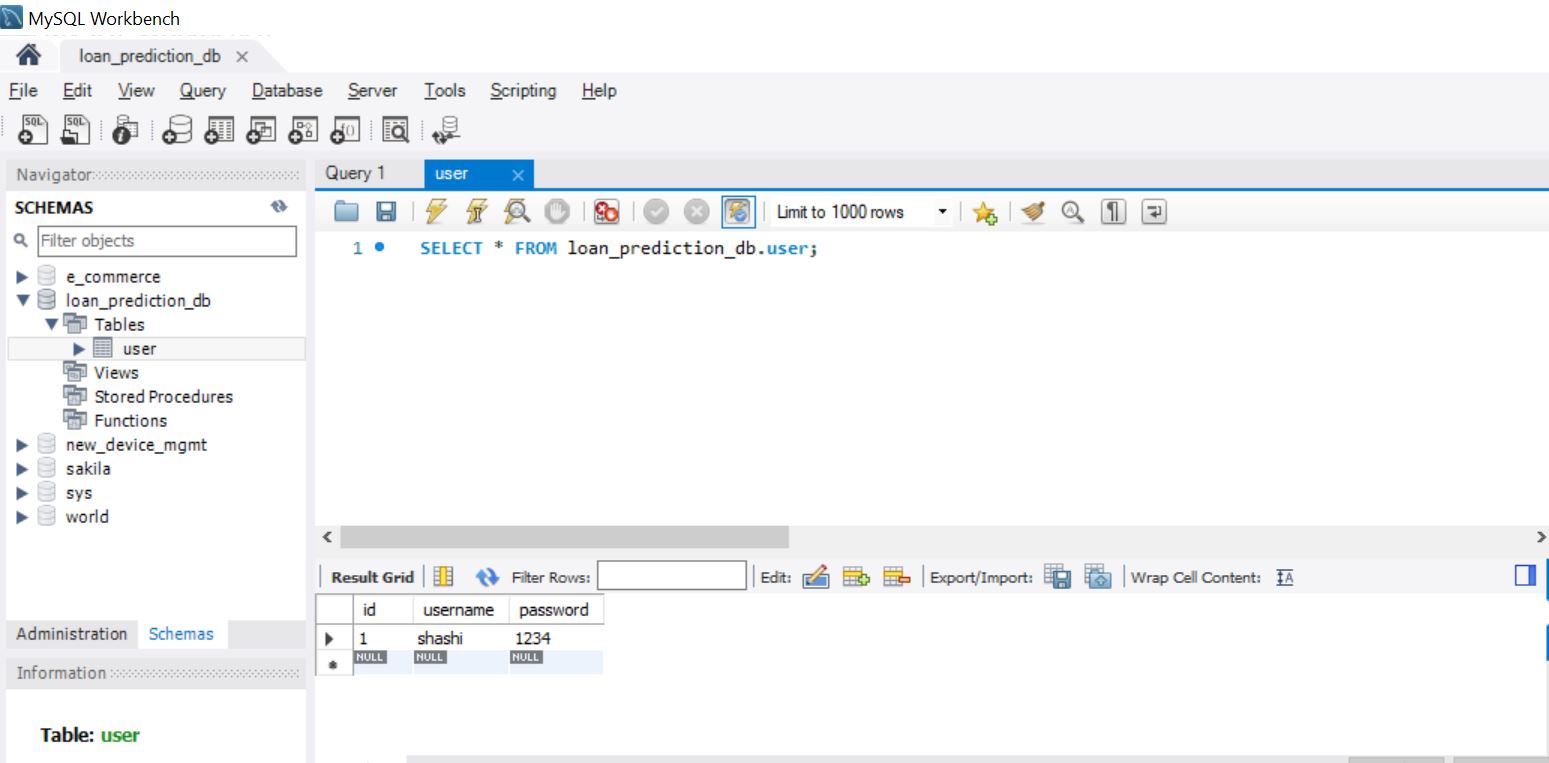 MySQL Workbench
loan_prediction_db
File Edit View Query Database Server Tools Scripting Help
Navigator
SCHEMAS
Filter objects
e_commerce
loan_prediction_db
Tables
user
Views
Stored Procedures
Functions
new_device_mgmt
sakila
sys
world
Administration Schemas
Information
Table: user
Query 1 user
Limit to 1000 rows
1 SELECT * FROM loan_prediction_db.user;
Result Grid Filter Rows: Edit: Export/Import: Wrap Cell Content:
id username password
1 shashi 1234
NULL NULL NULL